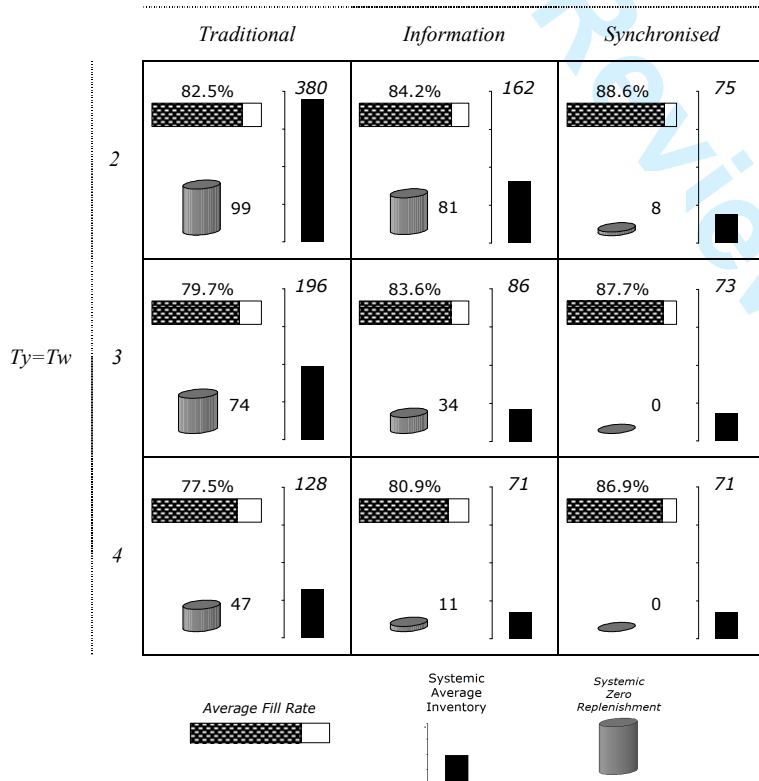 Review
Traditional Information Synchronised
82.5% 380 84.2% 162 88.6% 75
2
99 81 8
79.7% 196 83.6% 86 87.7% 73
Ty=Tw 3
74 34 0
77.5% 128 80.9% 71 86.9% 71
4
47 11 0
Average Fill Rate
Systemic
Average
Inventory
Systemic
Zero
Replenishment